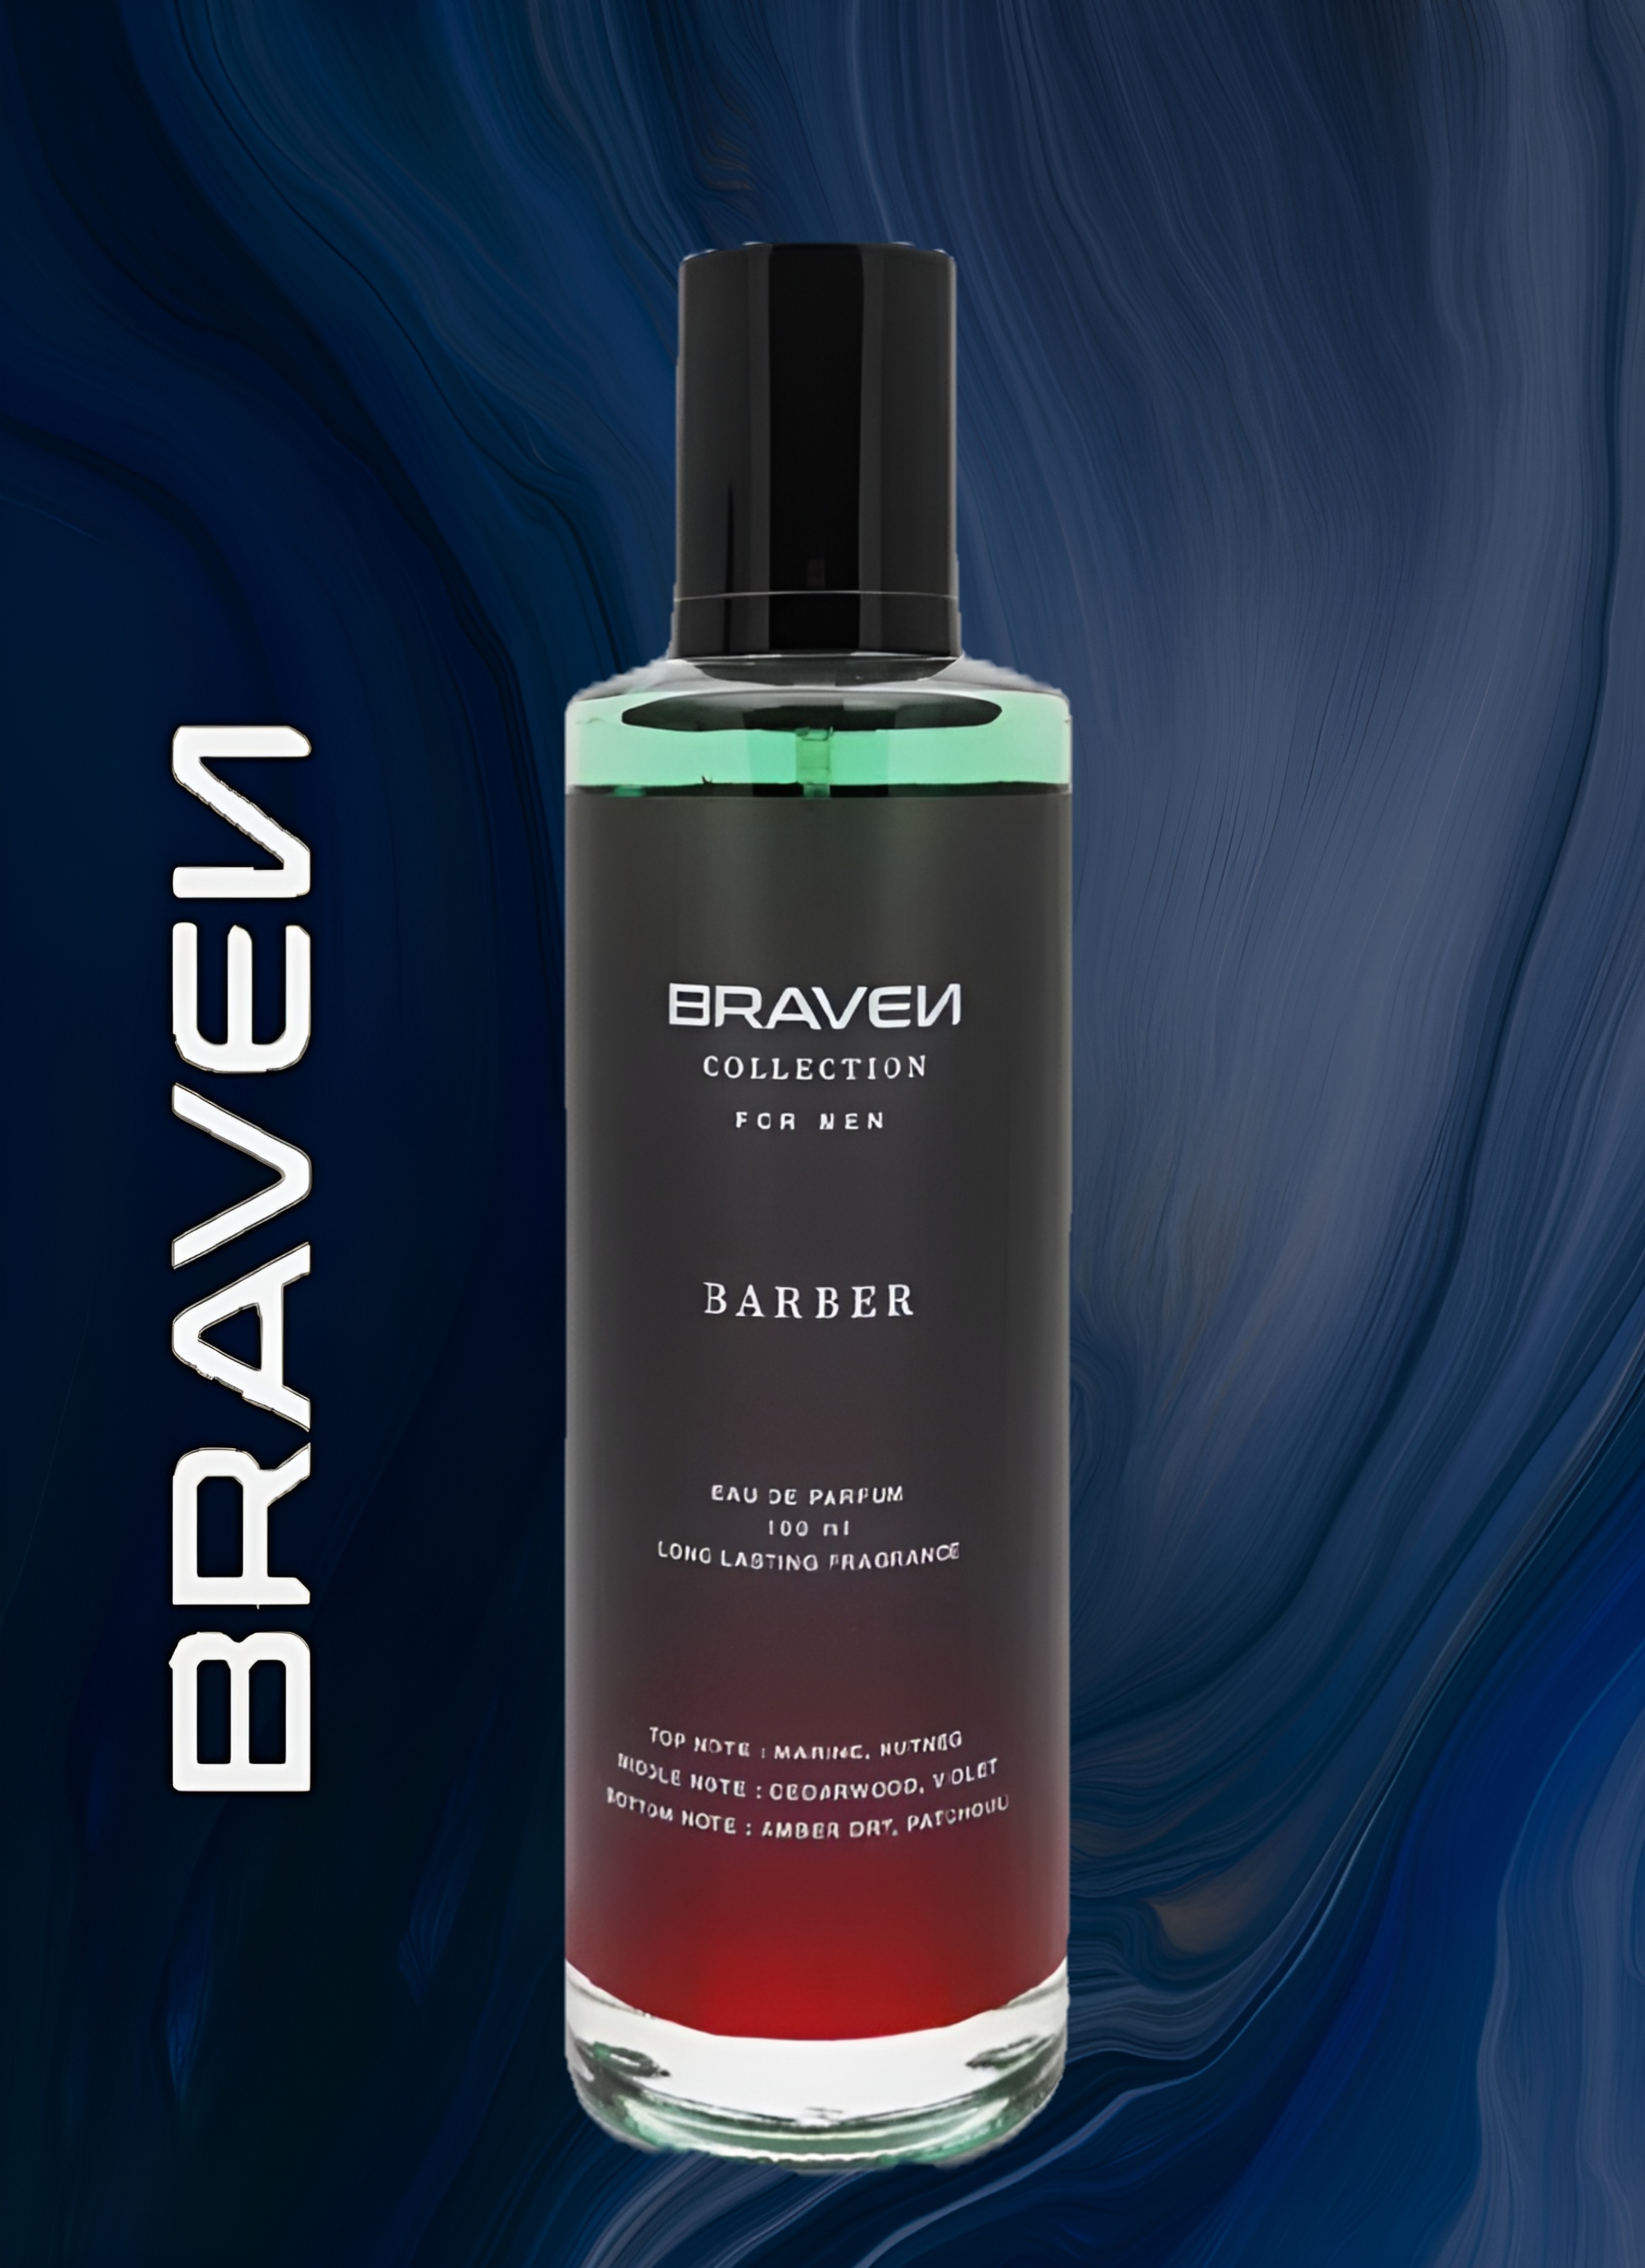 BRAVEN
BRAVEN
COLLECTION
FOR MEN
BARBER
EAU DE PARFUM
100 ml
LONG LASTING FRAGRANCE
TOP NOTE : MARINE, NUTMEG
MIDDLE NOTE : CEDARWOOD, VIOLET
BOTTOM NOTE : AMBER DRY, PATCHOULI